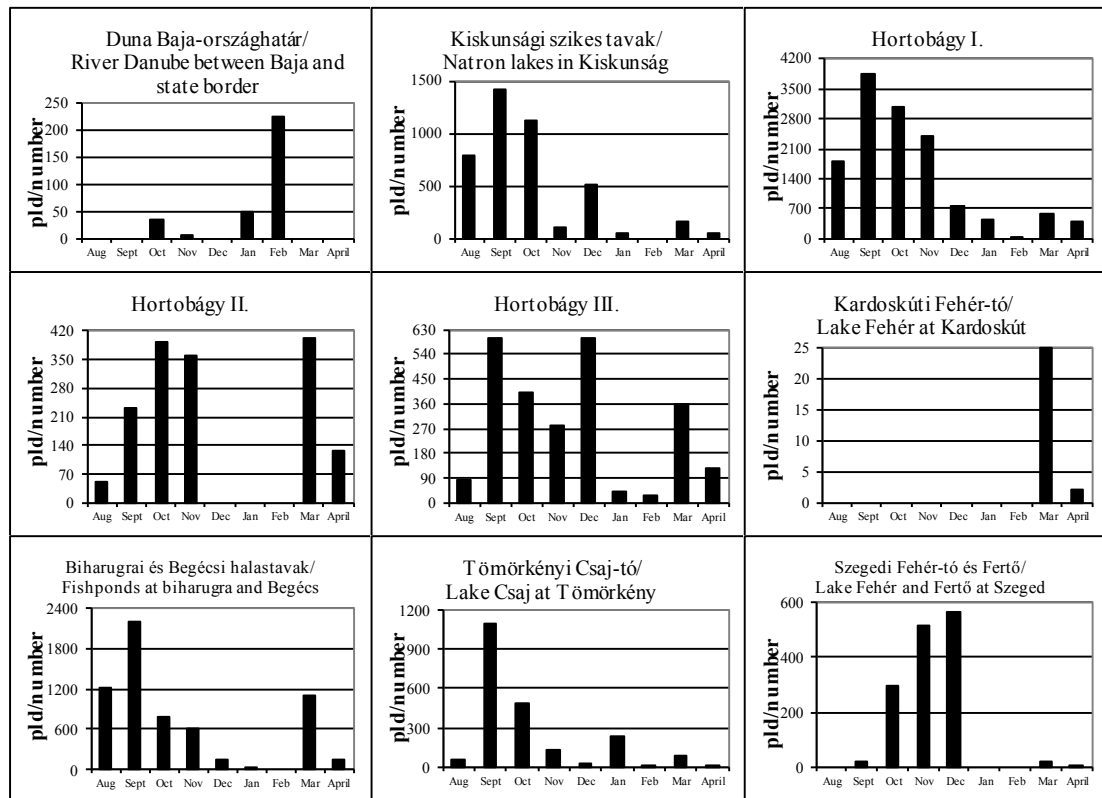 Duna Baja-országhatár/
River Danube between Baja and
state border
pld/number
250
200
150
100
50
0
Aug Sept Oct Nov Dec Jan Feb Mar April
Kiskunsági szikes tavak/
Natron lakes in Kiskunság
pld/number
1500
1000
500
0
Aug Sept Oct Nov Dec Jan Feb Mar April
Hortobágy I.
pld/number
4200
3500
2800
2100
1400
700
0
Aug Sept Oct Nov Dec Jan Feb Mar April
Hortobágy II.
pld/number
420
350
280
210
140
70
0
Aug Sept Oct Nov Dec Jan Feb Mar April
Hortobágy III.
pld/number
630
540
450
360
270
180
90
0
Aug Sept Oct Nov Dec Jan Feb Mar April
Kardoskúti Fehér-tó/
Lake Fehér at Kardoskút
pld/number
25
20
15
10
5
0
Aug Sept Oct Nov Dec Jan Feb Mar April
Biharugrai és Begécsi halastavak/
Fishponds at biharugra and Begécs
pld/number
2400
1800
1200
600
0
Aug Sept Oct Nov Dec Jan Feb Mar April
Tömörkényi Csaj-tó/
Lake Csaj at Tömörkény
pld/number
1200
900
600
300
0
Aug Sept Oct Nov Dec Jan Feb Mar April
Szegedi Fehér-tó és Fertő/
Lake Fehér and Fertő at Szeged
pld/number
600
400
200
0
Aug Sept Oct Nov Dec Jan Feb Mar April